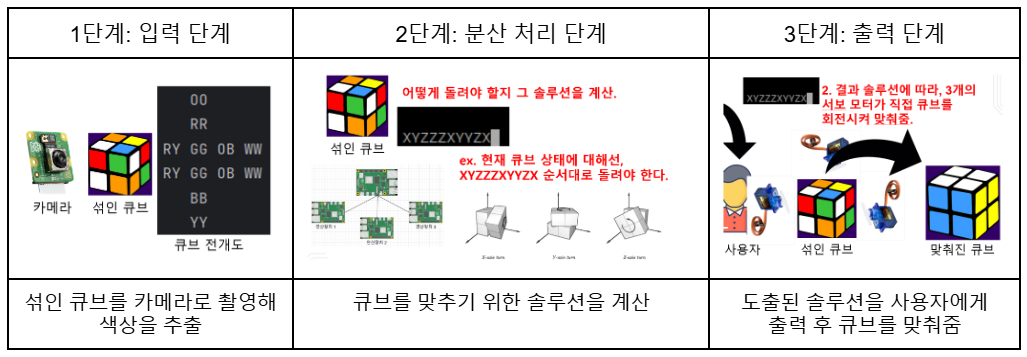 1단계: 입력 단계
2단계: 분산 처리 단계
3단계: 출력 단계
OO
RR
RY GG OB WW
RY GG OB WW
BB
YY
카메라
섞인 큐브
큐브 전개도
어떻게 돌려야 할지 그 솔루션을 계산.
XYZZZXYYZX
섞인 큐브
ex. 현재 큐브 상태에 대해선,
XYZZZXYYZX 순서대로 돌려야 한다.
X-axis turn
Y-axis turn
Z-axis turn
XYZZZXYYZX
2. 결과 솔루션에 따라, 3개의
서보 모터가 직접 큐브를
회전시켜 맞춰줌.
사용자
섞인 큐브
맞춰진 큐브
섞인 큐브를 카메라로 촬영해
색상을 추출
큐브를 맞추기 위한 솔루션을 계산
도출된 솔루션을 사용자에게
출력 후 큐브를 맞춰줌